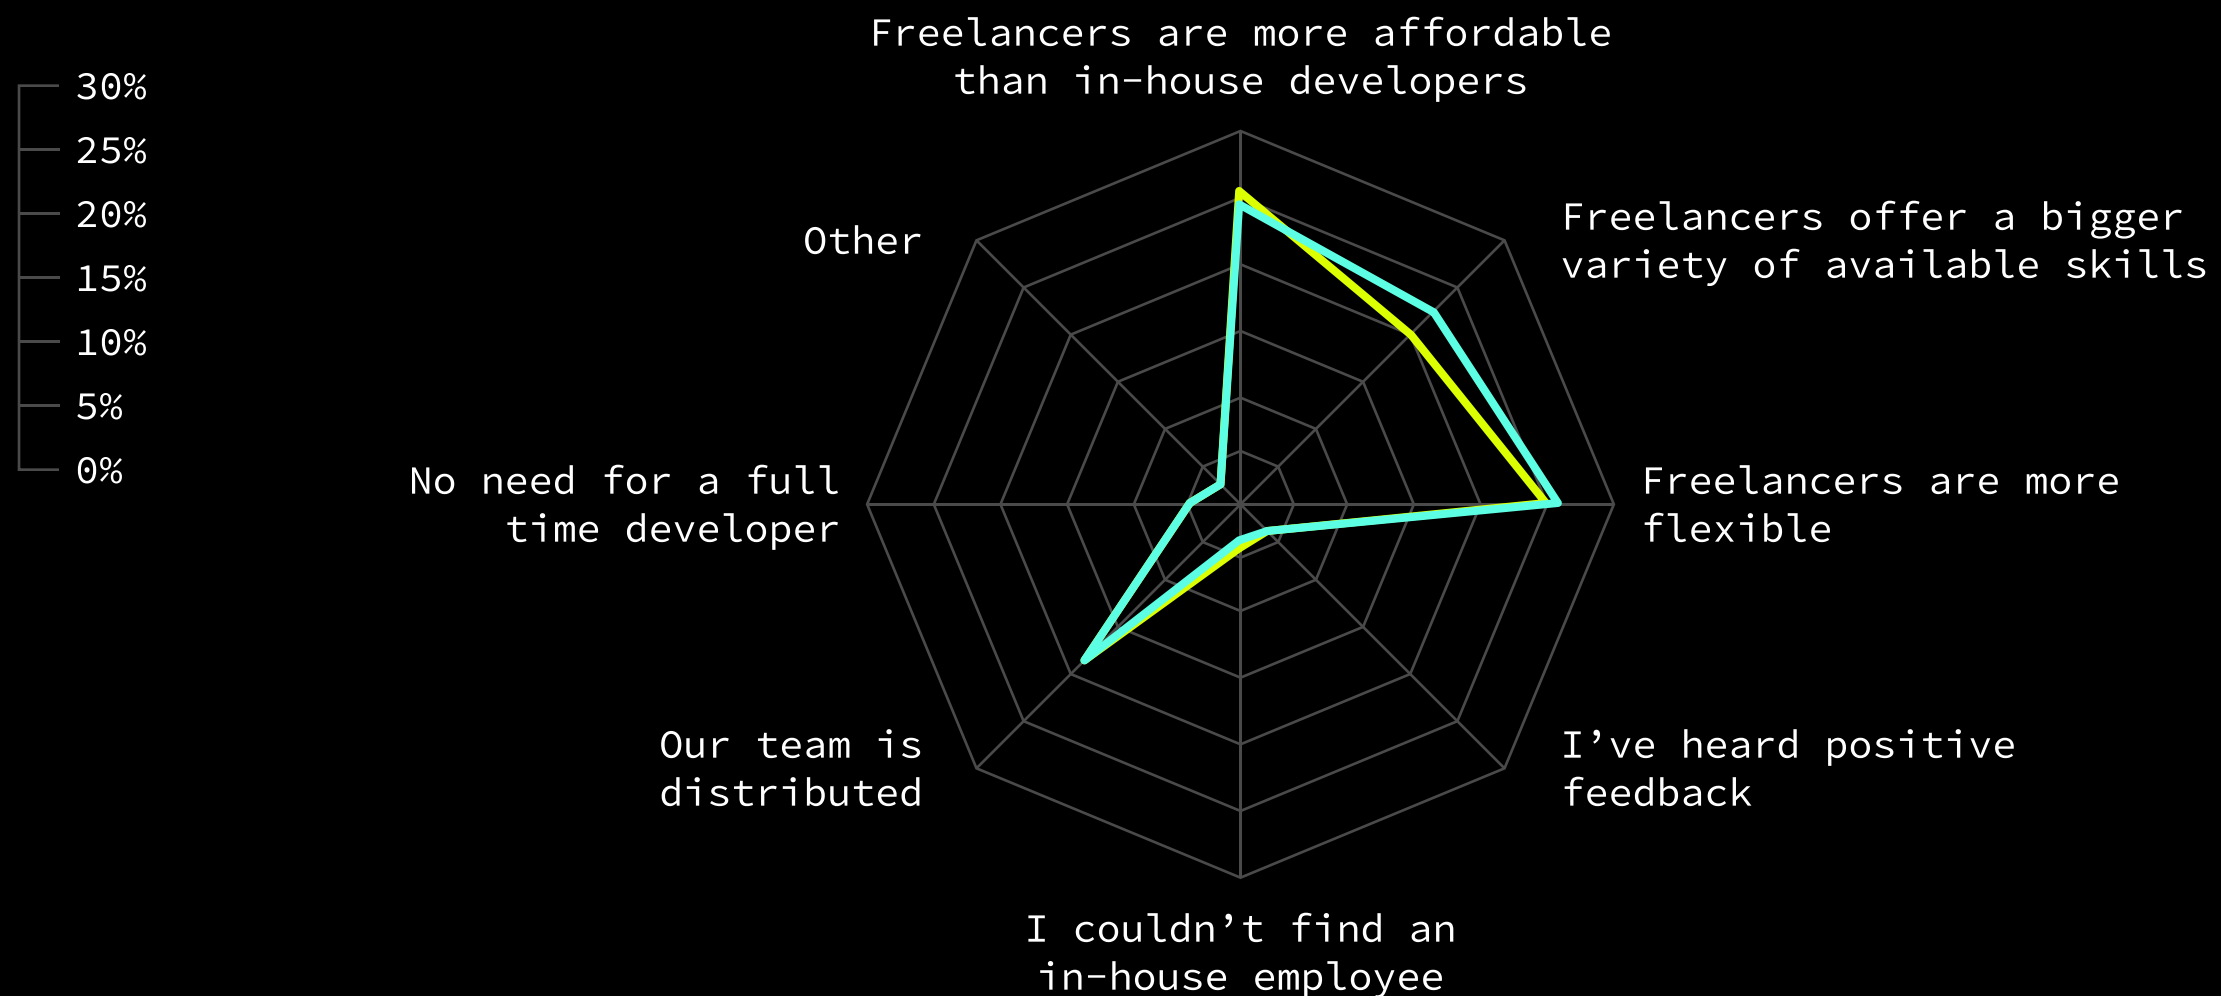 Freelancers are more affordable
than in-house developers
30%
25%
20%
15%
10%
5%
0%
Freelancers offer a bigger
variety of available skills
Other
Freelancers are more
flexible
No need for a full
time developer
I’ve heard positive
feedback
Our team is
distributed
I couldn’t find an
in-house employee